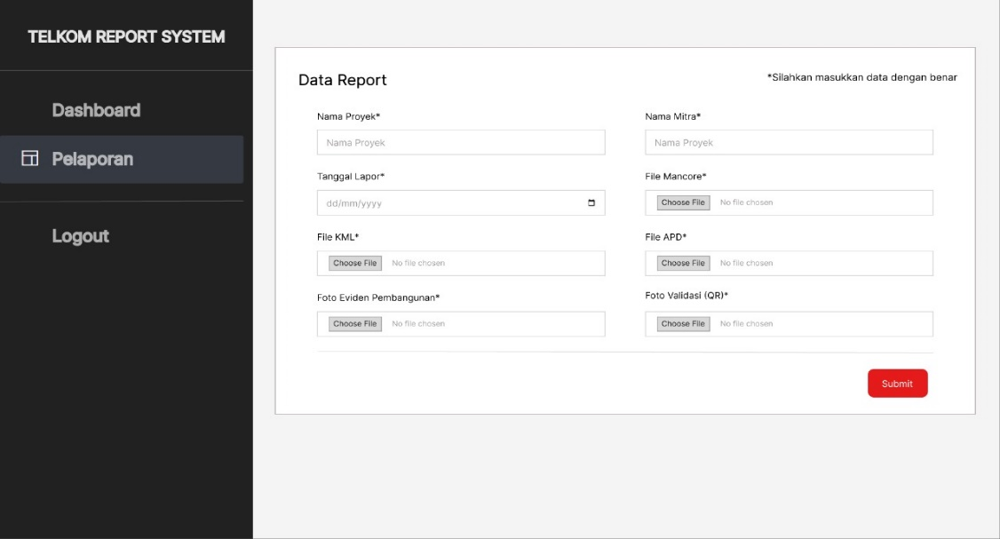 TELKOM REPORT SYSTEM
Dashboard
Pelaporan
Logout
Data Report
*Silahkan masukkan data dengan benar
Nama Proyek*
Nama Mitra*
Nama Proyek
Nama Proyek
Tanggal Lapor*
File Mancore*
dd/mm/yyyy
Choose File No file chosen
File KML*
File APD*
Choose File No file chosen
Choose File No file chosen
Foto Eviden Pembangunan*
Foto Validasi (QR)*
Choose File No file chosen
Choose File No file chosen
Submit